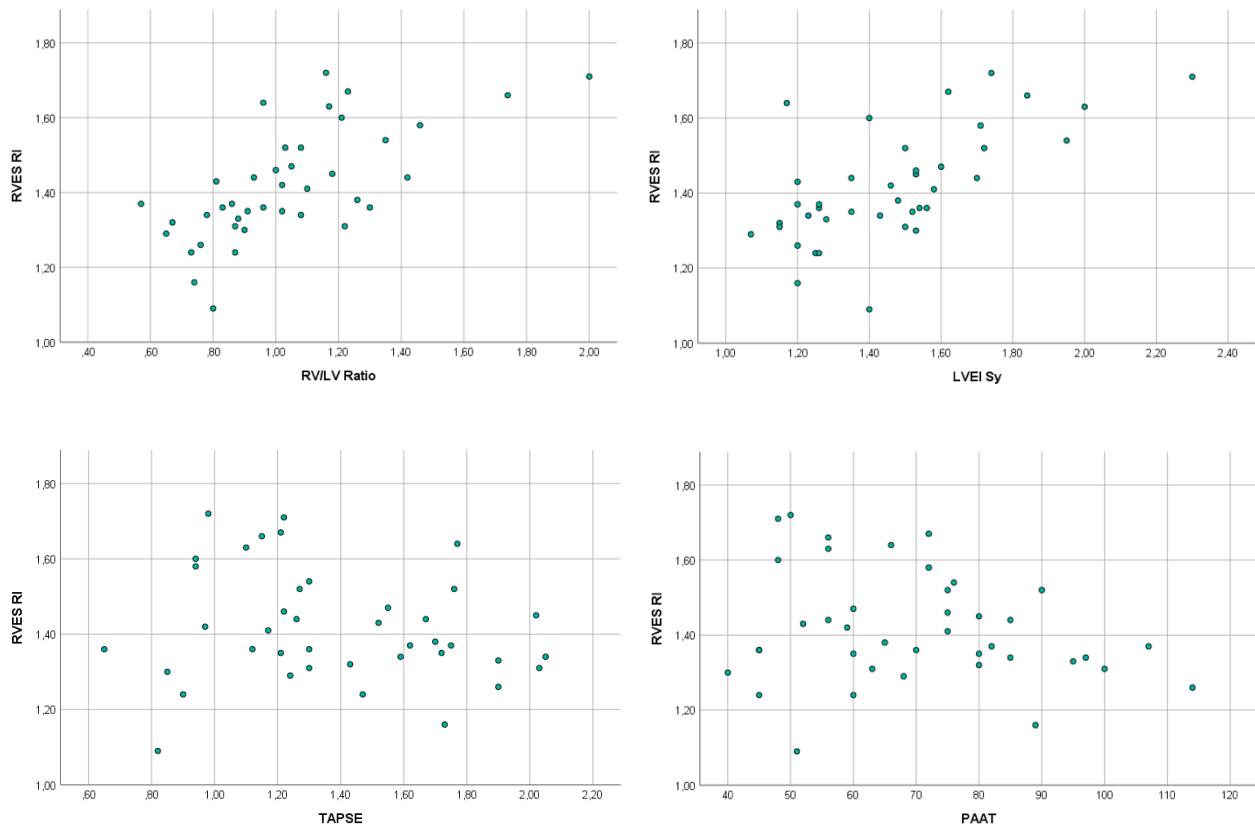 1,80
1,60
1,40
1,20
1,00
RVES RI
,40 ,60 ,80 1,00 1,20 1,40 1,60 1,80 2,00
RV/LV Ratio
1,80
1,60
1,40
1,20
1,00
RVES RI
1,00 1,20 1,40 1,60 1,80 2,00 2,20 2,40
LVEI Sy
1,80
1,60
1,40
1,20
1,00
RVES RI
,60 ,80 1,00 1,20 1,40 1,60 1,80 2,00 2,20
TAPSE
1,80
1,60
1,40
1,20
1,00
RVES RI
40 50 60 70 80 90 100 110 120
PAAT